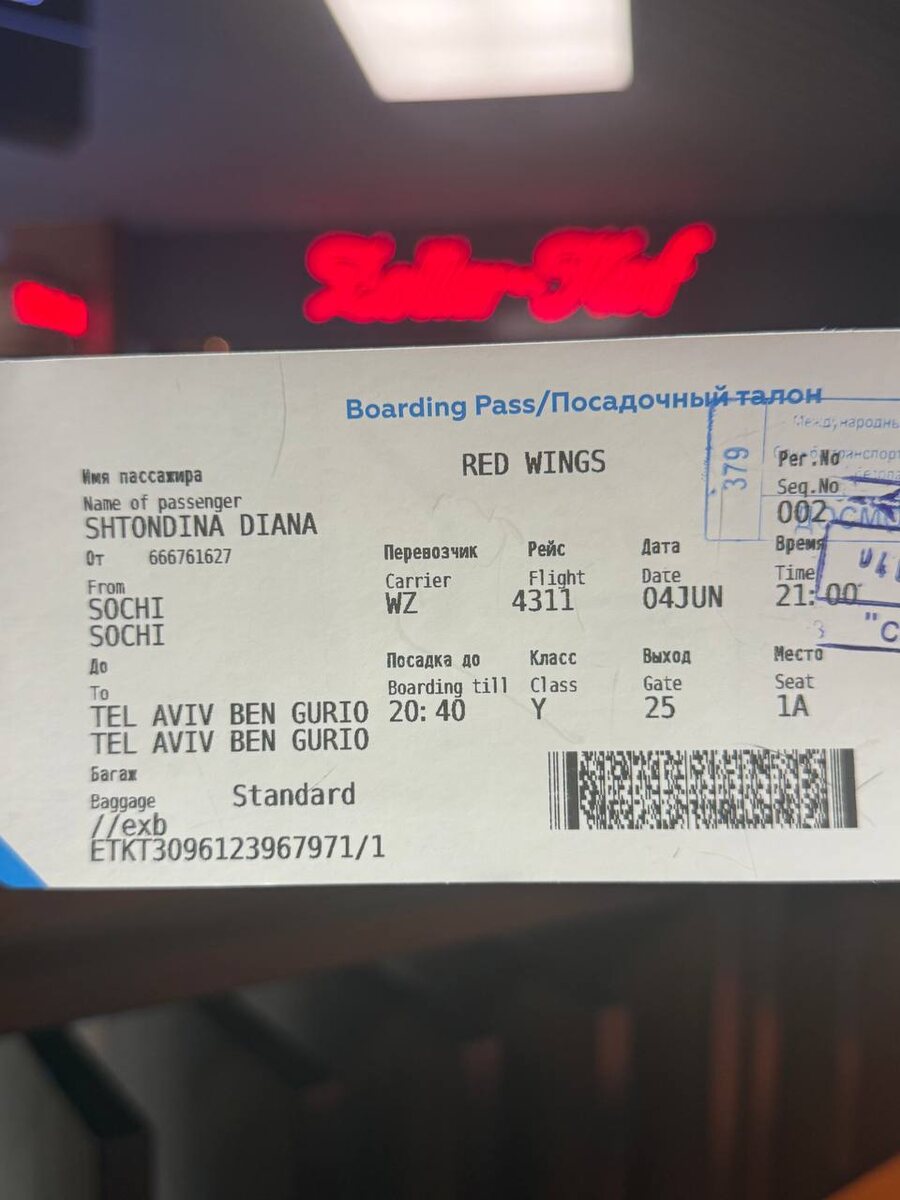 Boarding Pass/Посадочный талон
379
RED WINGS
Имя пассажира
Name of passenger
SHTONDINA DIANA
Per.No
Seq.No
002
От 666761627
From
SOCHI
SOCHI
Перевозчик Рейс Дата Время
Carrier Flight Date Time
WZ 4311 04JUN 21:00
До
To
TEL AVIV BEN GURIO
TEL AVIV BEN GURIO
Посадка до Класс Выход Место
Boarding till Class Gate Seat
20:40 Y 25 1A
Багаж
Baggage Standard
//exb
ETKT3096123967971/1